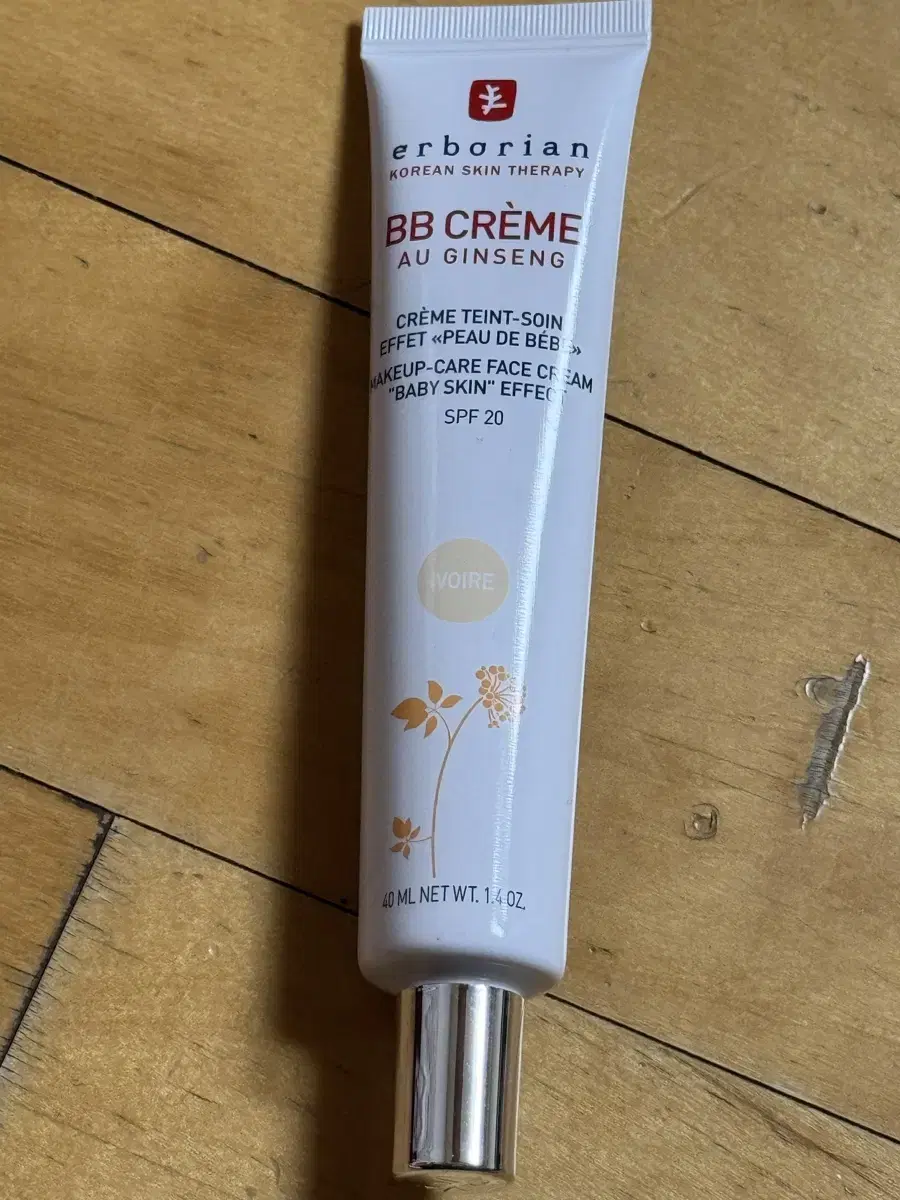 erborian
KOREAN SKIN THERAPY
BB CRÈME
AU GINSENG
CRÈME TEINT-SOIN
EFFET «PEAU DE BÉBÉ»
MAKEUP-CARE FACE CREAM
"BABY SKIN" EFFECT
SPF 20
IVOIRE
40 ML NET WT. 1.4 OZ.